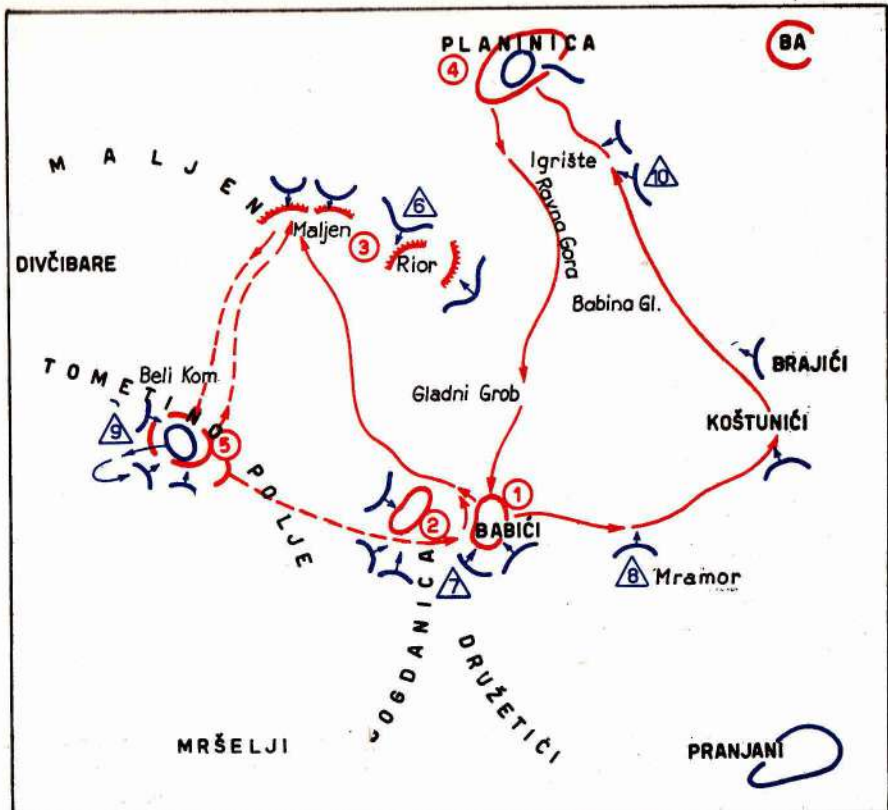 PLANINICA
BA
4
Igrište
10
Ravna Gora
MALJEN
6
Maljen
3
Rior
DIVČIBARE
Babina Gl.
BRAJIĆI
TOMETINO POLJE
Beli Kom
Gladni Grob
KOŠTUNIĆI
9
5
1
2
BABIĆI
7
8
Mramor
BOGDANICA
DRUŽETIĆI
MRŠELJI
PRANJANI